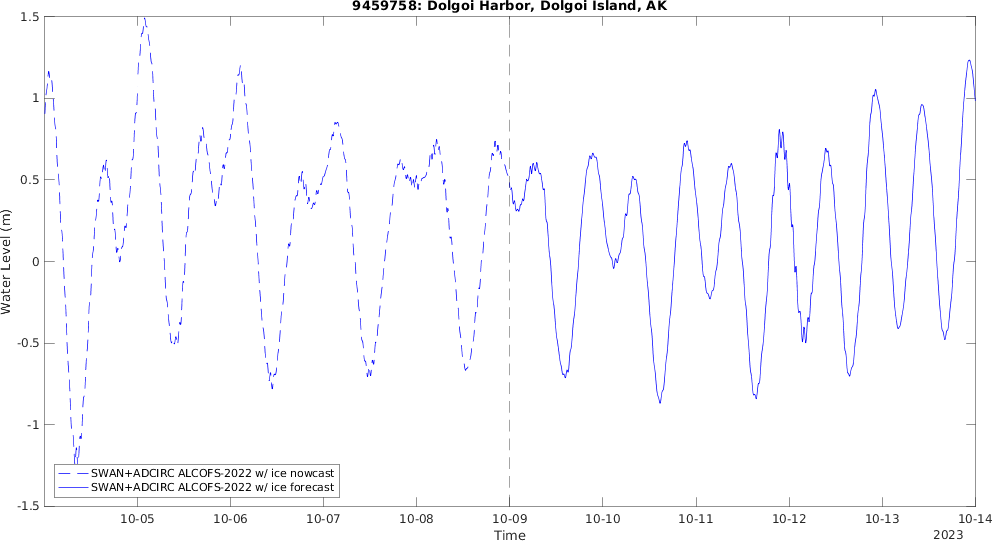 9459758: Dolgoi Harbor, Dolgoi Island, AK
1.5
1
0.5
0
-0.5
-1
-1.5
Water Level (m)
SWAN+ADCIRC ALCOFS-2022 w/ ice nowcast
SWAN+ADCIRC ALCOFS-2022 w/ ice forecast
10-05 10-06 10-07 10-08 10-09 10-10 10-11 10-12 10-13 10-14
Time
2023